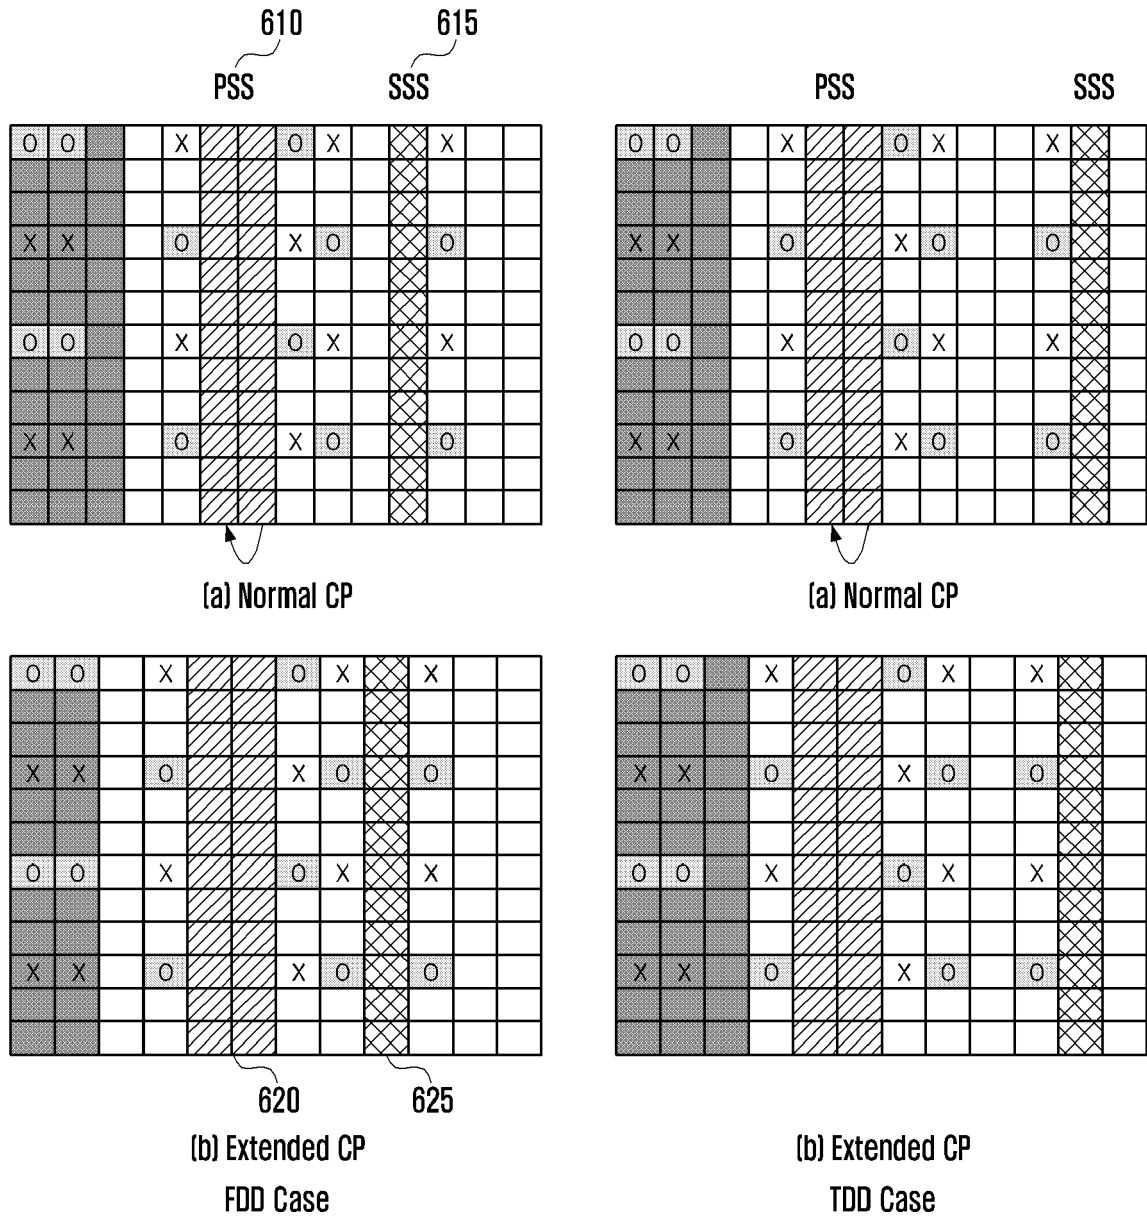 610 615
PSS SSS PSS SSS
O O X O X X O O X O X X
X X O X O O X X O X O O
O O X O X X O O X O X X
X X O X O O X X O X O O
(a) Normal CP (a) Normal CP
O O X O X X O O X O X X
X X O X O O X X O X O O
O O X O X X O O X O X X
X X O X O O X X O X O O
620 625
(b) Extended CP (b) Extended CP
FDD Case TDD Case